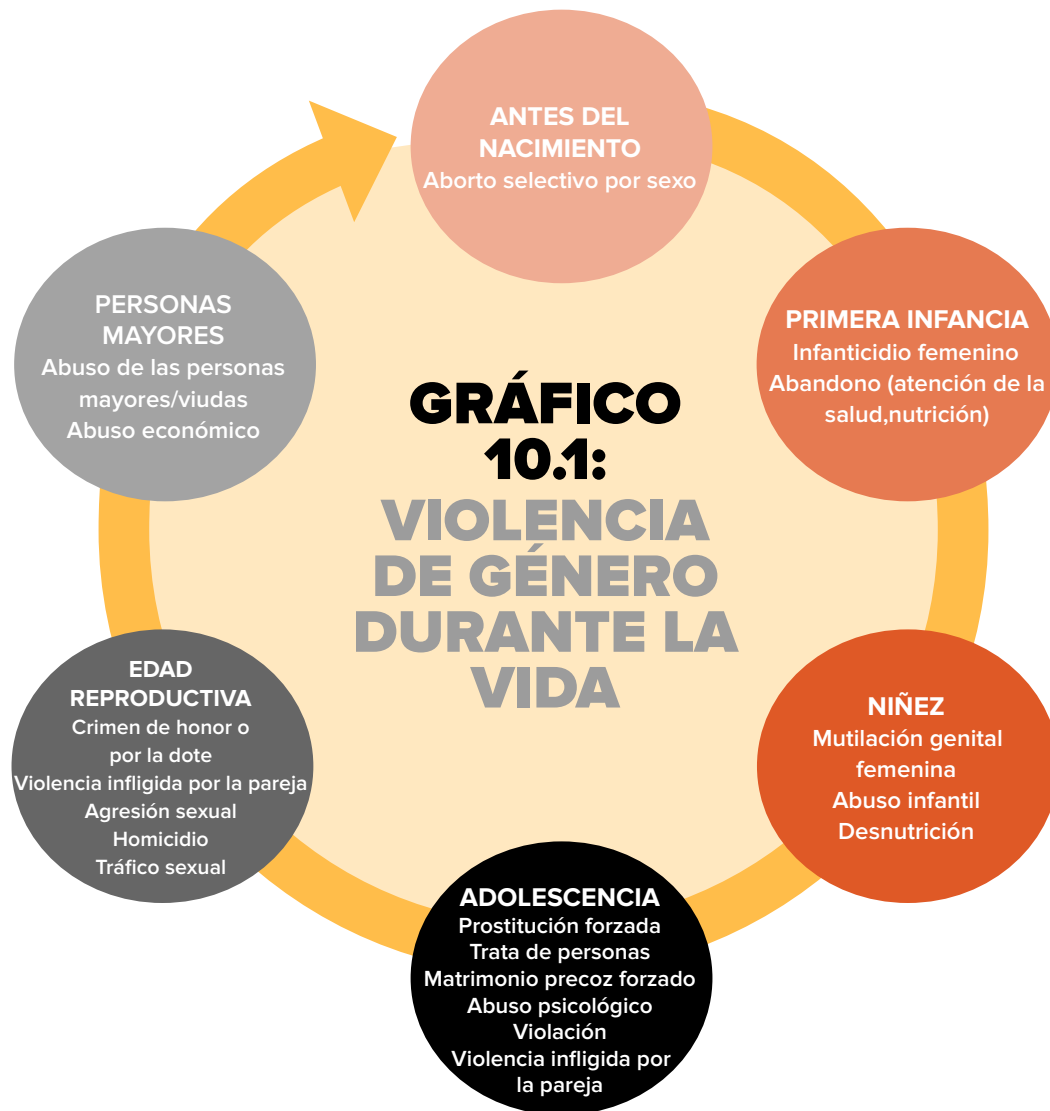 ANTES DEL
NACIMIENTO
Aborto selectivo por sexo
PRIMERA INFANCIA
Infanticidio femenino
Abandono (atención de la
salud,nutrición)
NIÑEZ
Mutilación genital
femenina
Abuso infantil
Desnutrición
ADOLESCENCIA
Prostitución forzada
Trata de personas
Matrimonio precoz forzado
Abuso psicológico
Violación
Violencia infligida por
la pareja
EDAD
REPRODUCTIVA
Crimen de honor o
por la dote
Violencia infligida por la pareja
Agresión sexual
Homicidio
Tráfico sexual
PERSONAS
MAYORES
Abuso de las personas
mayores/viudas
Abuso económico
GRÁFICO
10.1:
VIOLENCIA
DE GÉNERO
DURANTE LA
VIDA